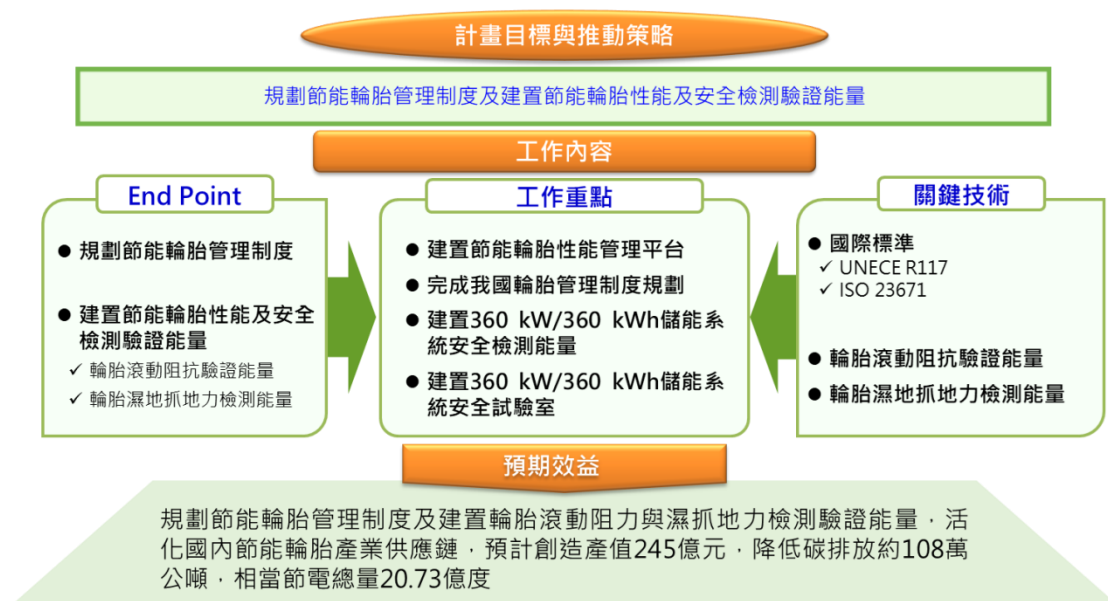 計畫目標與推動策略
規劃節能輪胎管理制度及建置節能輪胎性能及安全檢測驗證能量
工作內容
End Point
● 規劃節能輪胎管理制度
● 建置節能輪胎性能及安全
檢測驗證能量
✓ 輪胎滾動阻抗驗證能量
✓ 輪胎濕地抓地力檢測能量
工作重點
● 建置節能輪胎性能管理平台
● 完成我國輪胎管理制度規劃
● 建置360 kW/360 kWh儲能系
統安全檢測能量
● 建置360 kW/360 kWh儲能系
統安全試驗室
關鍵技術
● 國際標準
✓ UNECE R117
✓ ISO 23671
● 輪胎滾動阻抗驗證能量
● 輪胎濕地抓地力檢測能量
預期效益
規劃節能輪胎管理制度及建置輪胎滾動阻力與濕抓地力檢測驗證能量，活
化國內節能輪胎產業供應鏈，預計創造產值245億元，降低碳排放約108萬
公噸，相當節電總量20.73億度